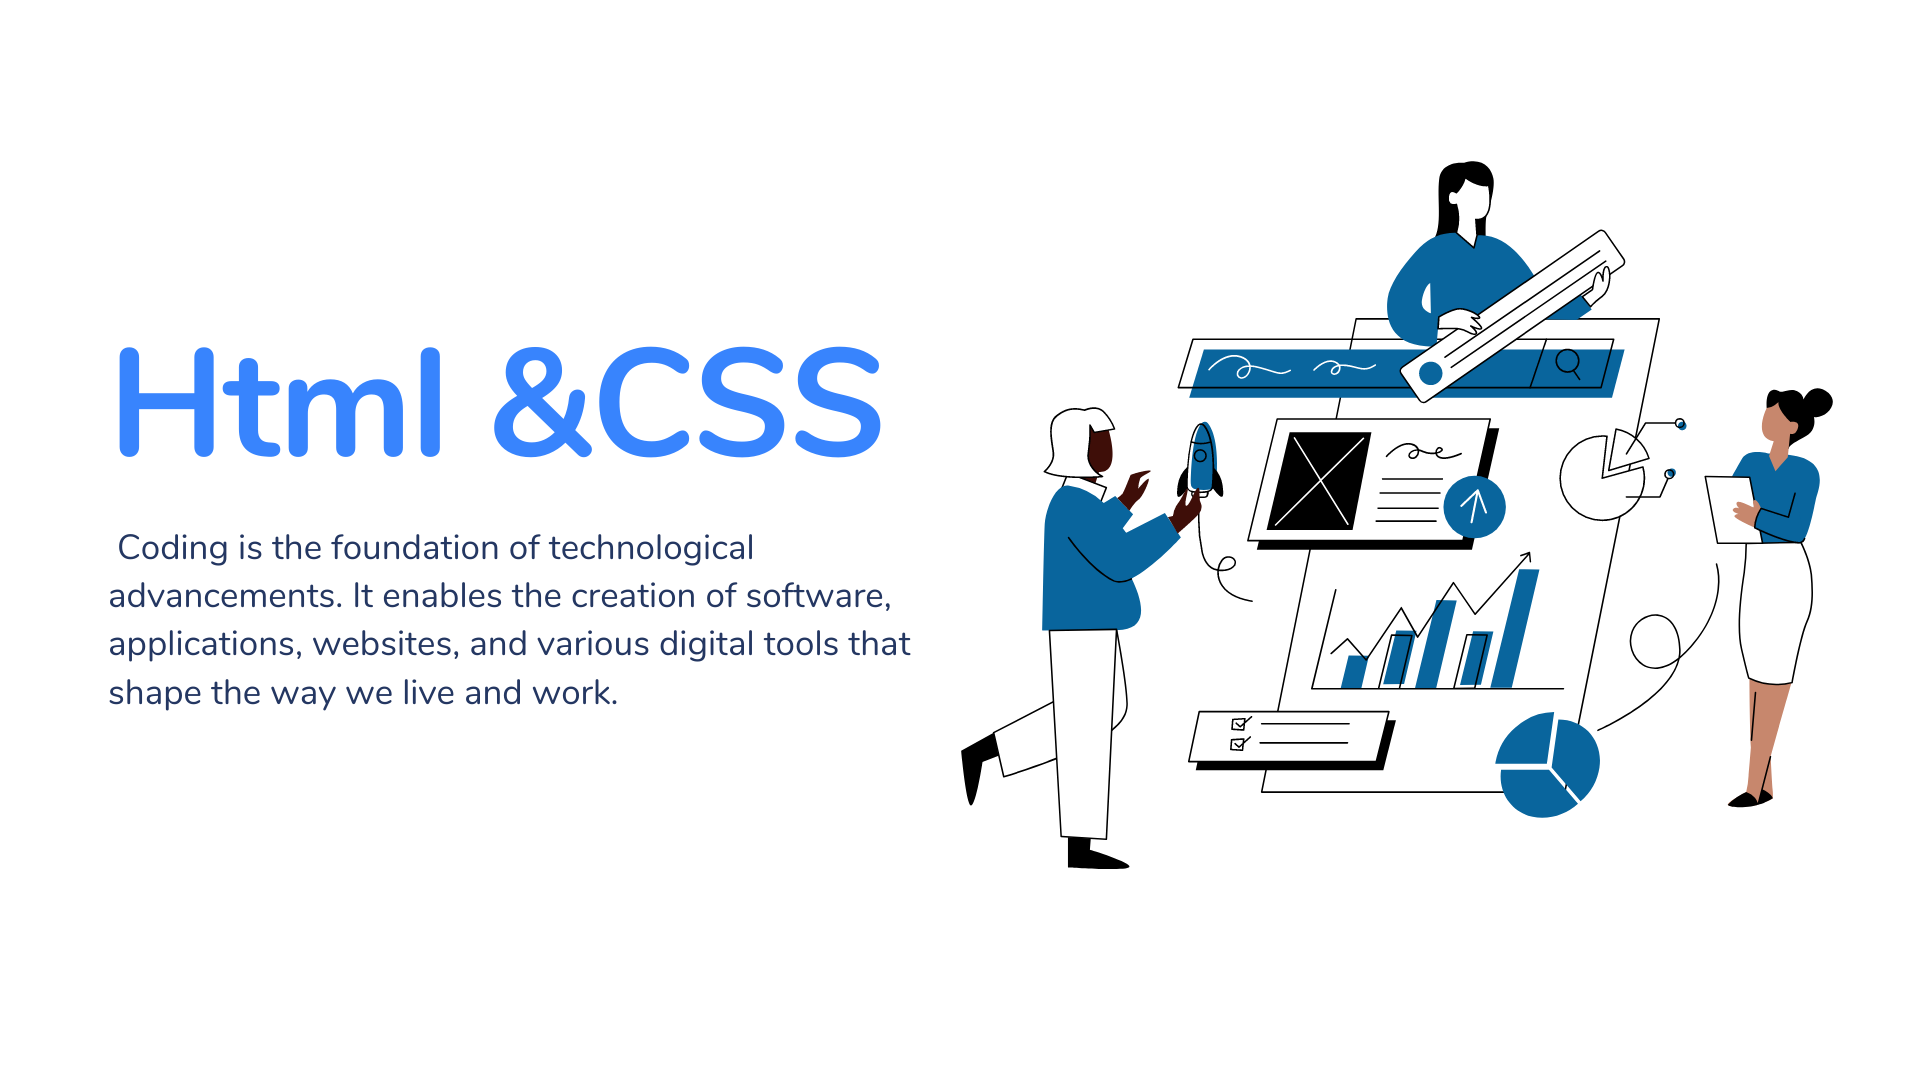 Html &CSS
Coding is the foundation of technological
advancements. It enables the creation of software,
applications, websites, and various digital tools that
shape the way we live and work.